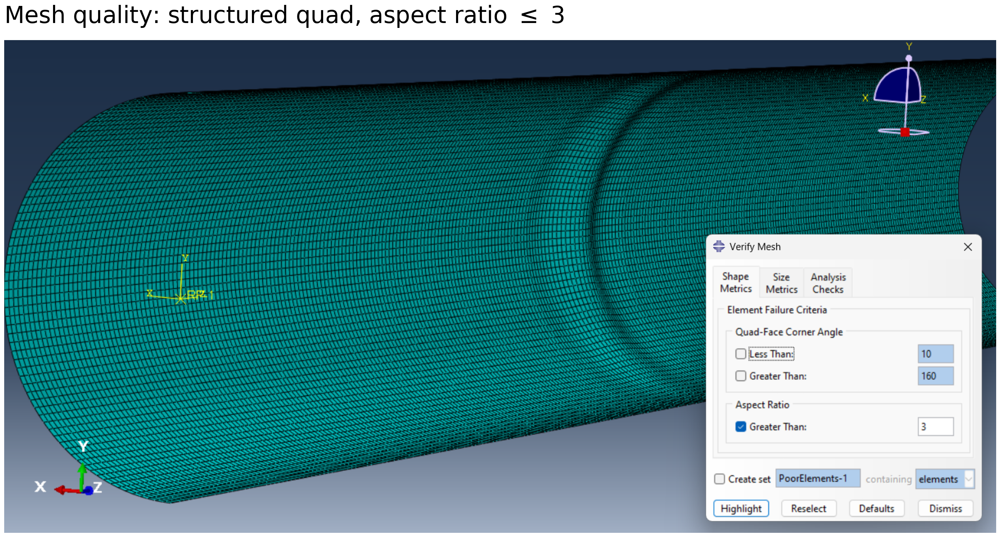 Mesh quality: structured quad, aspect ratio ≤ 3
Y
X
Z
Y
X
RP-1
Y
X
Z
Verify Mesh
Shape Metrics
Size Metrics
Analysis Checks
Element Failure Criteria
Quad-Face Corner Angle
Less Than: 10
Greater Than: 160
Aspect Ratio
Greater Than: 3
Create set PoorElements-1 containing elements
Highlight Reselect Defaults Dismiss